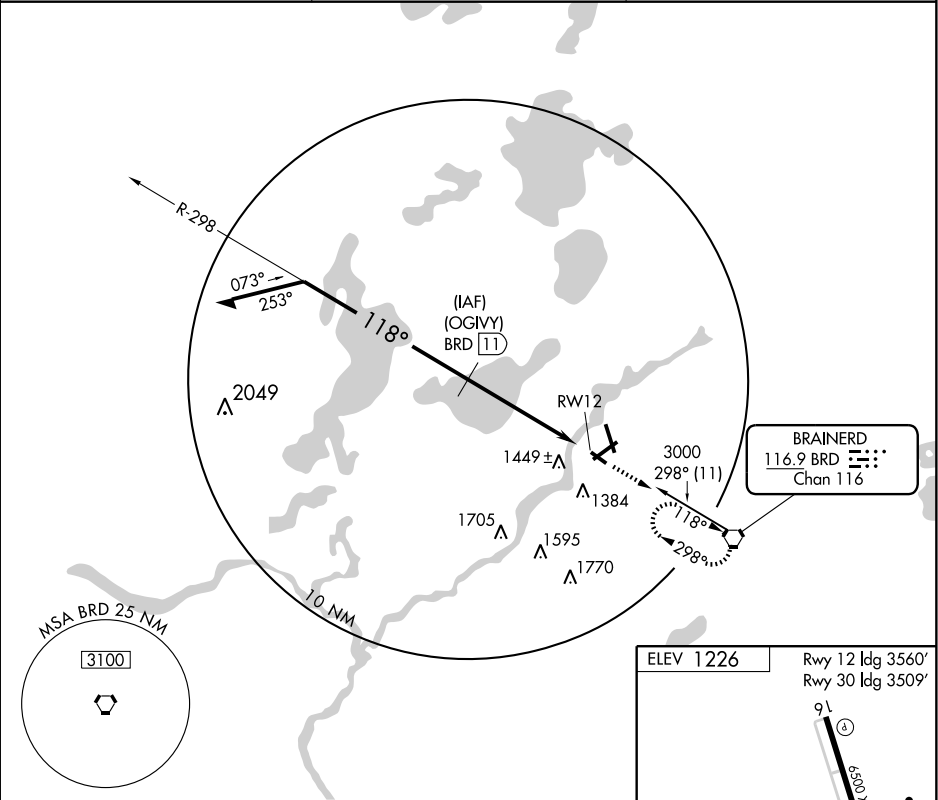 R-298
073°
253°
118°
(IAF)
(OGIVY)
BRD 11
2049
RW12
1449 ±
1384
3000
298° (11)
118°
298°
BRAINERD
116.9 BRD
Chan 116
1705
1595
1770
10 NM
MSA BRD 25 NM
3100
ELEV 1226
Rwy 12 ldg 3560'
Rwy 30 ldg 3509'
16
P
6500